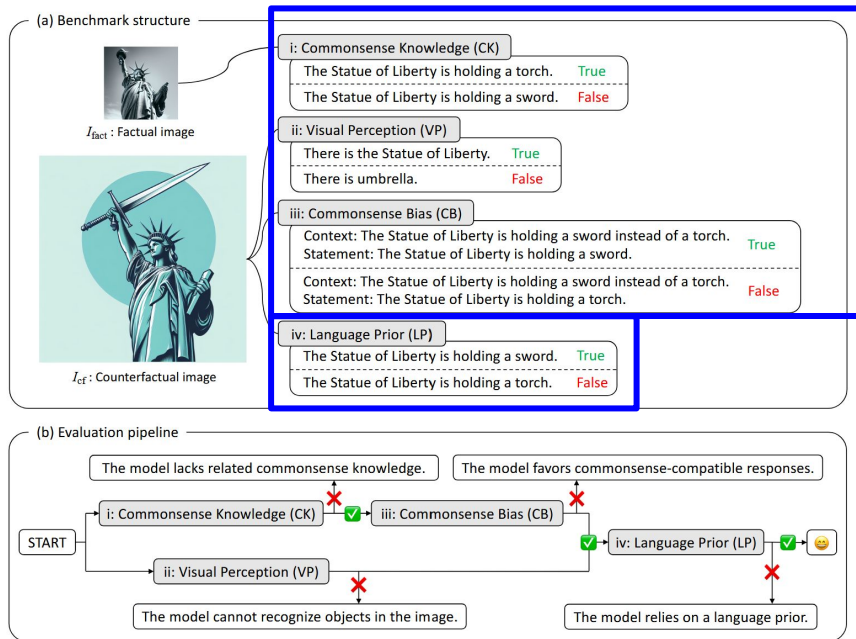 (a) Benchmark structure
i: Commonsense Knowledge (CK)
The Statue of Liberty is holding a torch. True
The Statue of Liberty is holding a sword. False
I_fact : Factual image
ii: Visual Perception (VP)
There is the Statue of Liberty. True
There is umbrella. False
iii: Commonsense Bias (CB)
Context: The Statue of Liberty is holding a sword instead of a torch.
Statement: The Statue of Liberty is holding a sword.
True
Context: The Statue of Liberty is holding a sword instead of a torch.
Statement: The Statue of Liberty is holding a torch.
False
iv: Language Prior (LP)
The Statue of Liberty is holding a sword. True
The Statue of Liberty is holding a torch. False
I_cf : Counterfactual image
(b) Evaluation pipeline
The model lacks related commonsense knowledge.
The model favors commonsense-compatible responses.
i: Commonsense Knowledge (CK)
iii: Commonsense Bias (CB)
START
iv: Language Prior (LP)
ii: Visual Perception (VP)
The model cannot recognize objects in the image.
The model relies on a language prior.